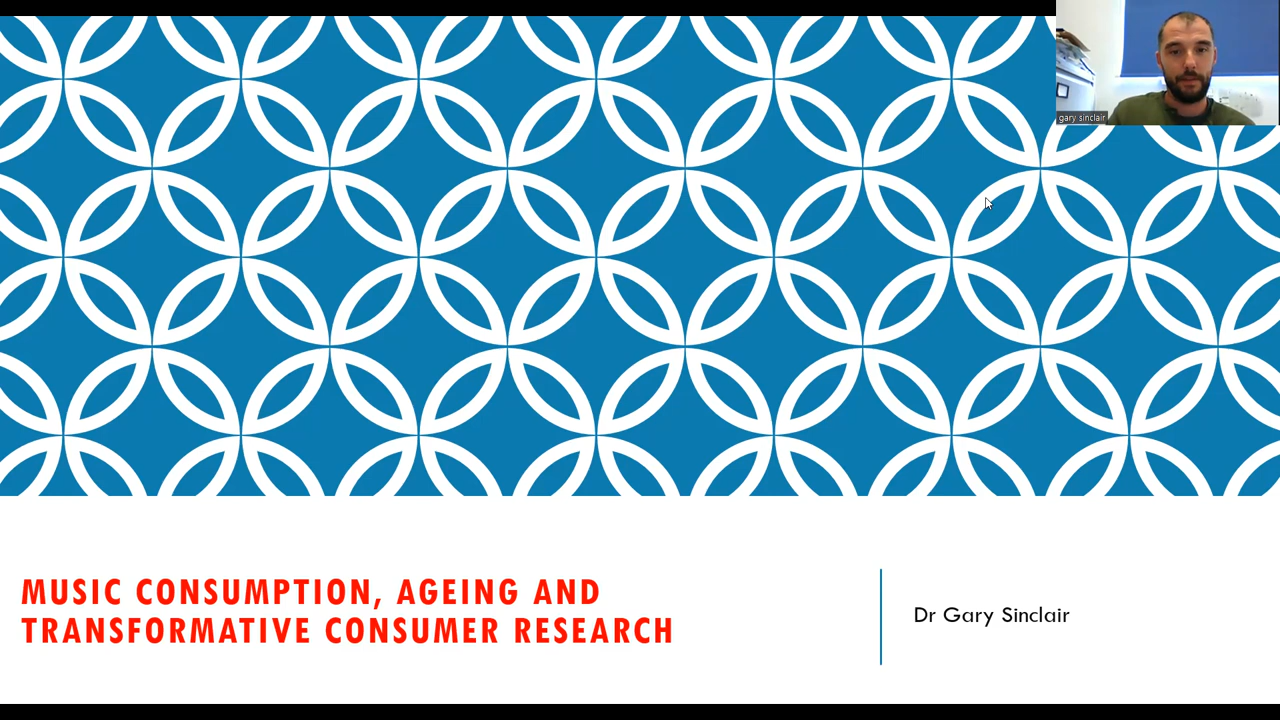 gary sinclair
MUSIC CONSUMPTION, AGEING AND
TRANSFORMATIVE CONSUMER RESEARCH
Dr Gary Sinclair